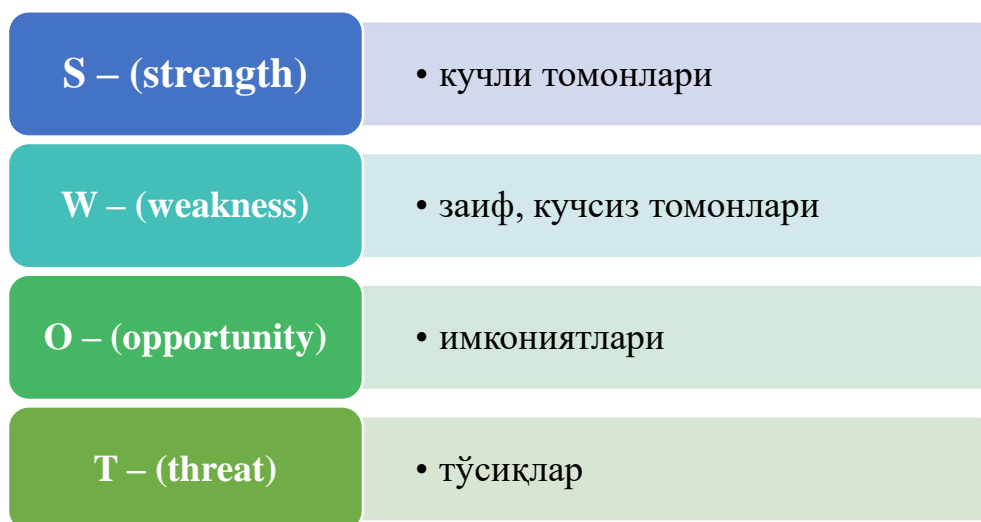 S – (strength)
• кучли томонлари
W – (weakness)
• заиф, кучсиз томонлари
O – (opportunity)
• имкониятлари
T – (threat)
• тўсиқлар